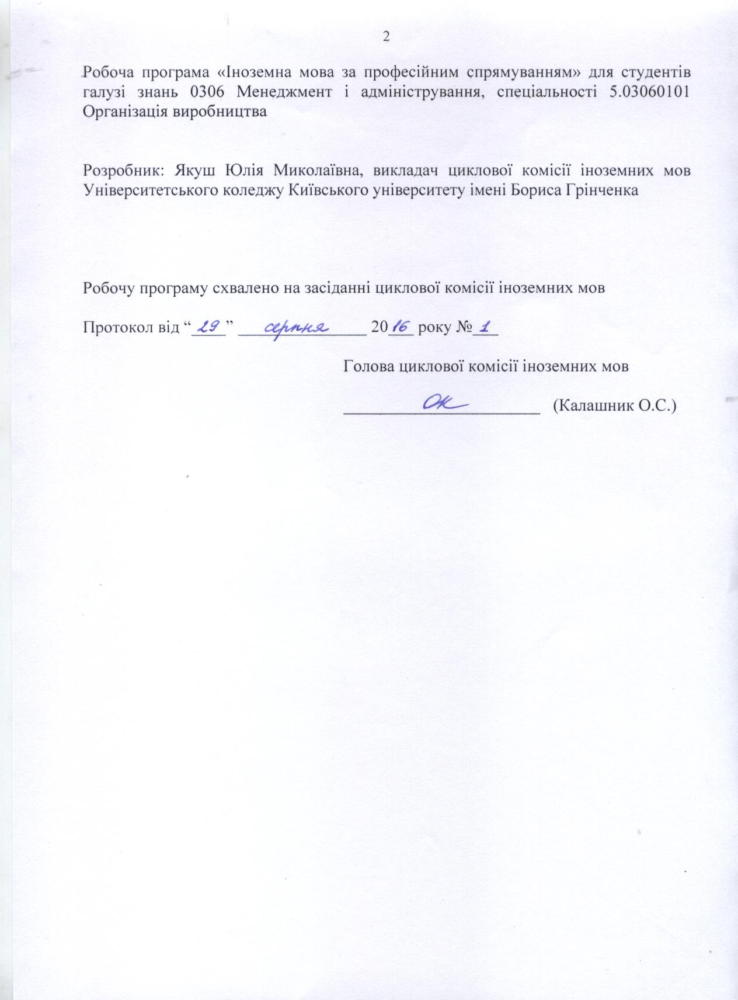 2
Робоча програма «Іноземна мова за професійним спрямуванням» для студентів
галузі знань 0306 Менеджмент і адміністрування, спеціальності 5.03060101
Організація виробництва
Розробник: Якуш Юлія Миколаївна, викладач циклової комісії іноземних мов
Університетського коледжу Київського університету імені Бориса Грінченка
Робочу програму схвалено на засіданні циклової комісії іноземних мов
Протокол від “29” серпня 2016 року №1
Голова циклової комісії іноземних мов
ОК (Калашник О.С.)